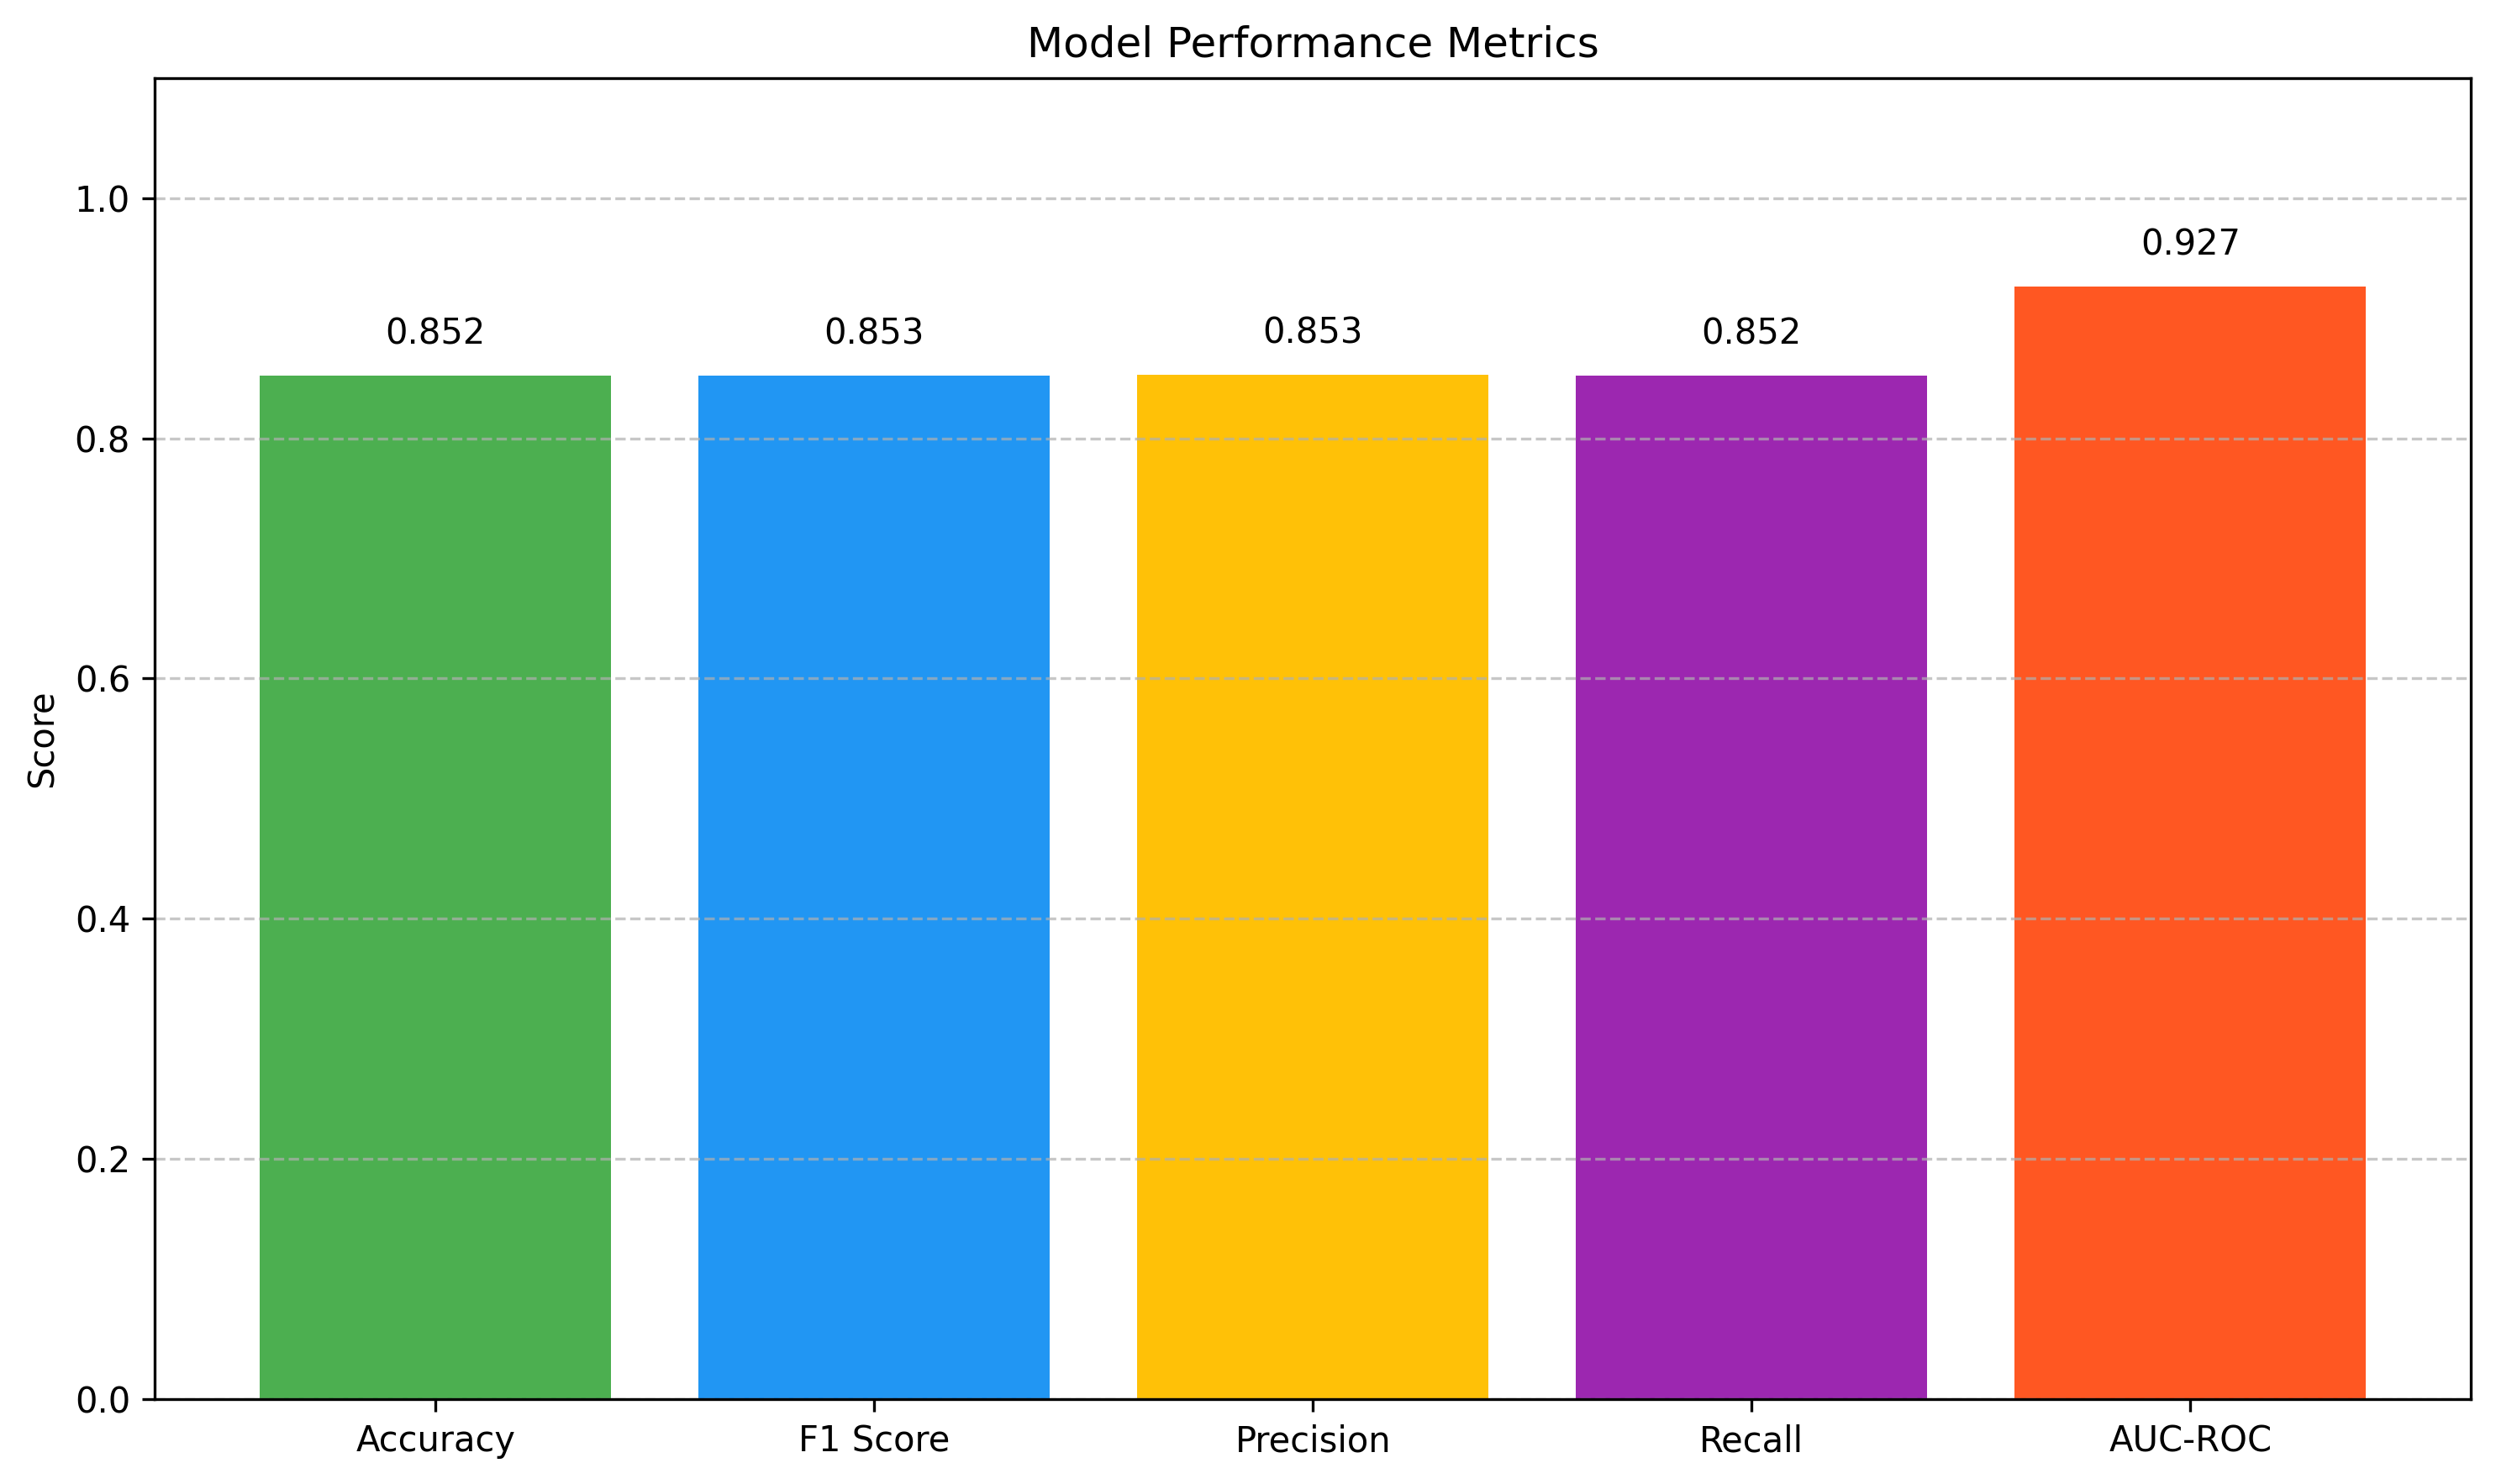 Model Performance Metrics
1.0
0.8
0.6
0.4
0.2
0.0
Score
0.852
0.853
0.853
0.852
0.927
Accuracy
F1 Score
Precision
Recall
AUC-ROC